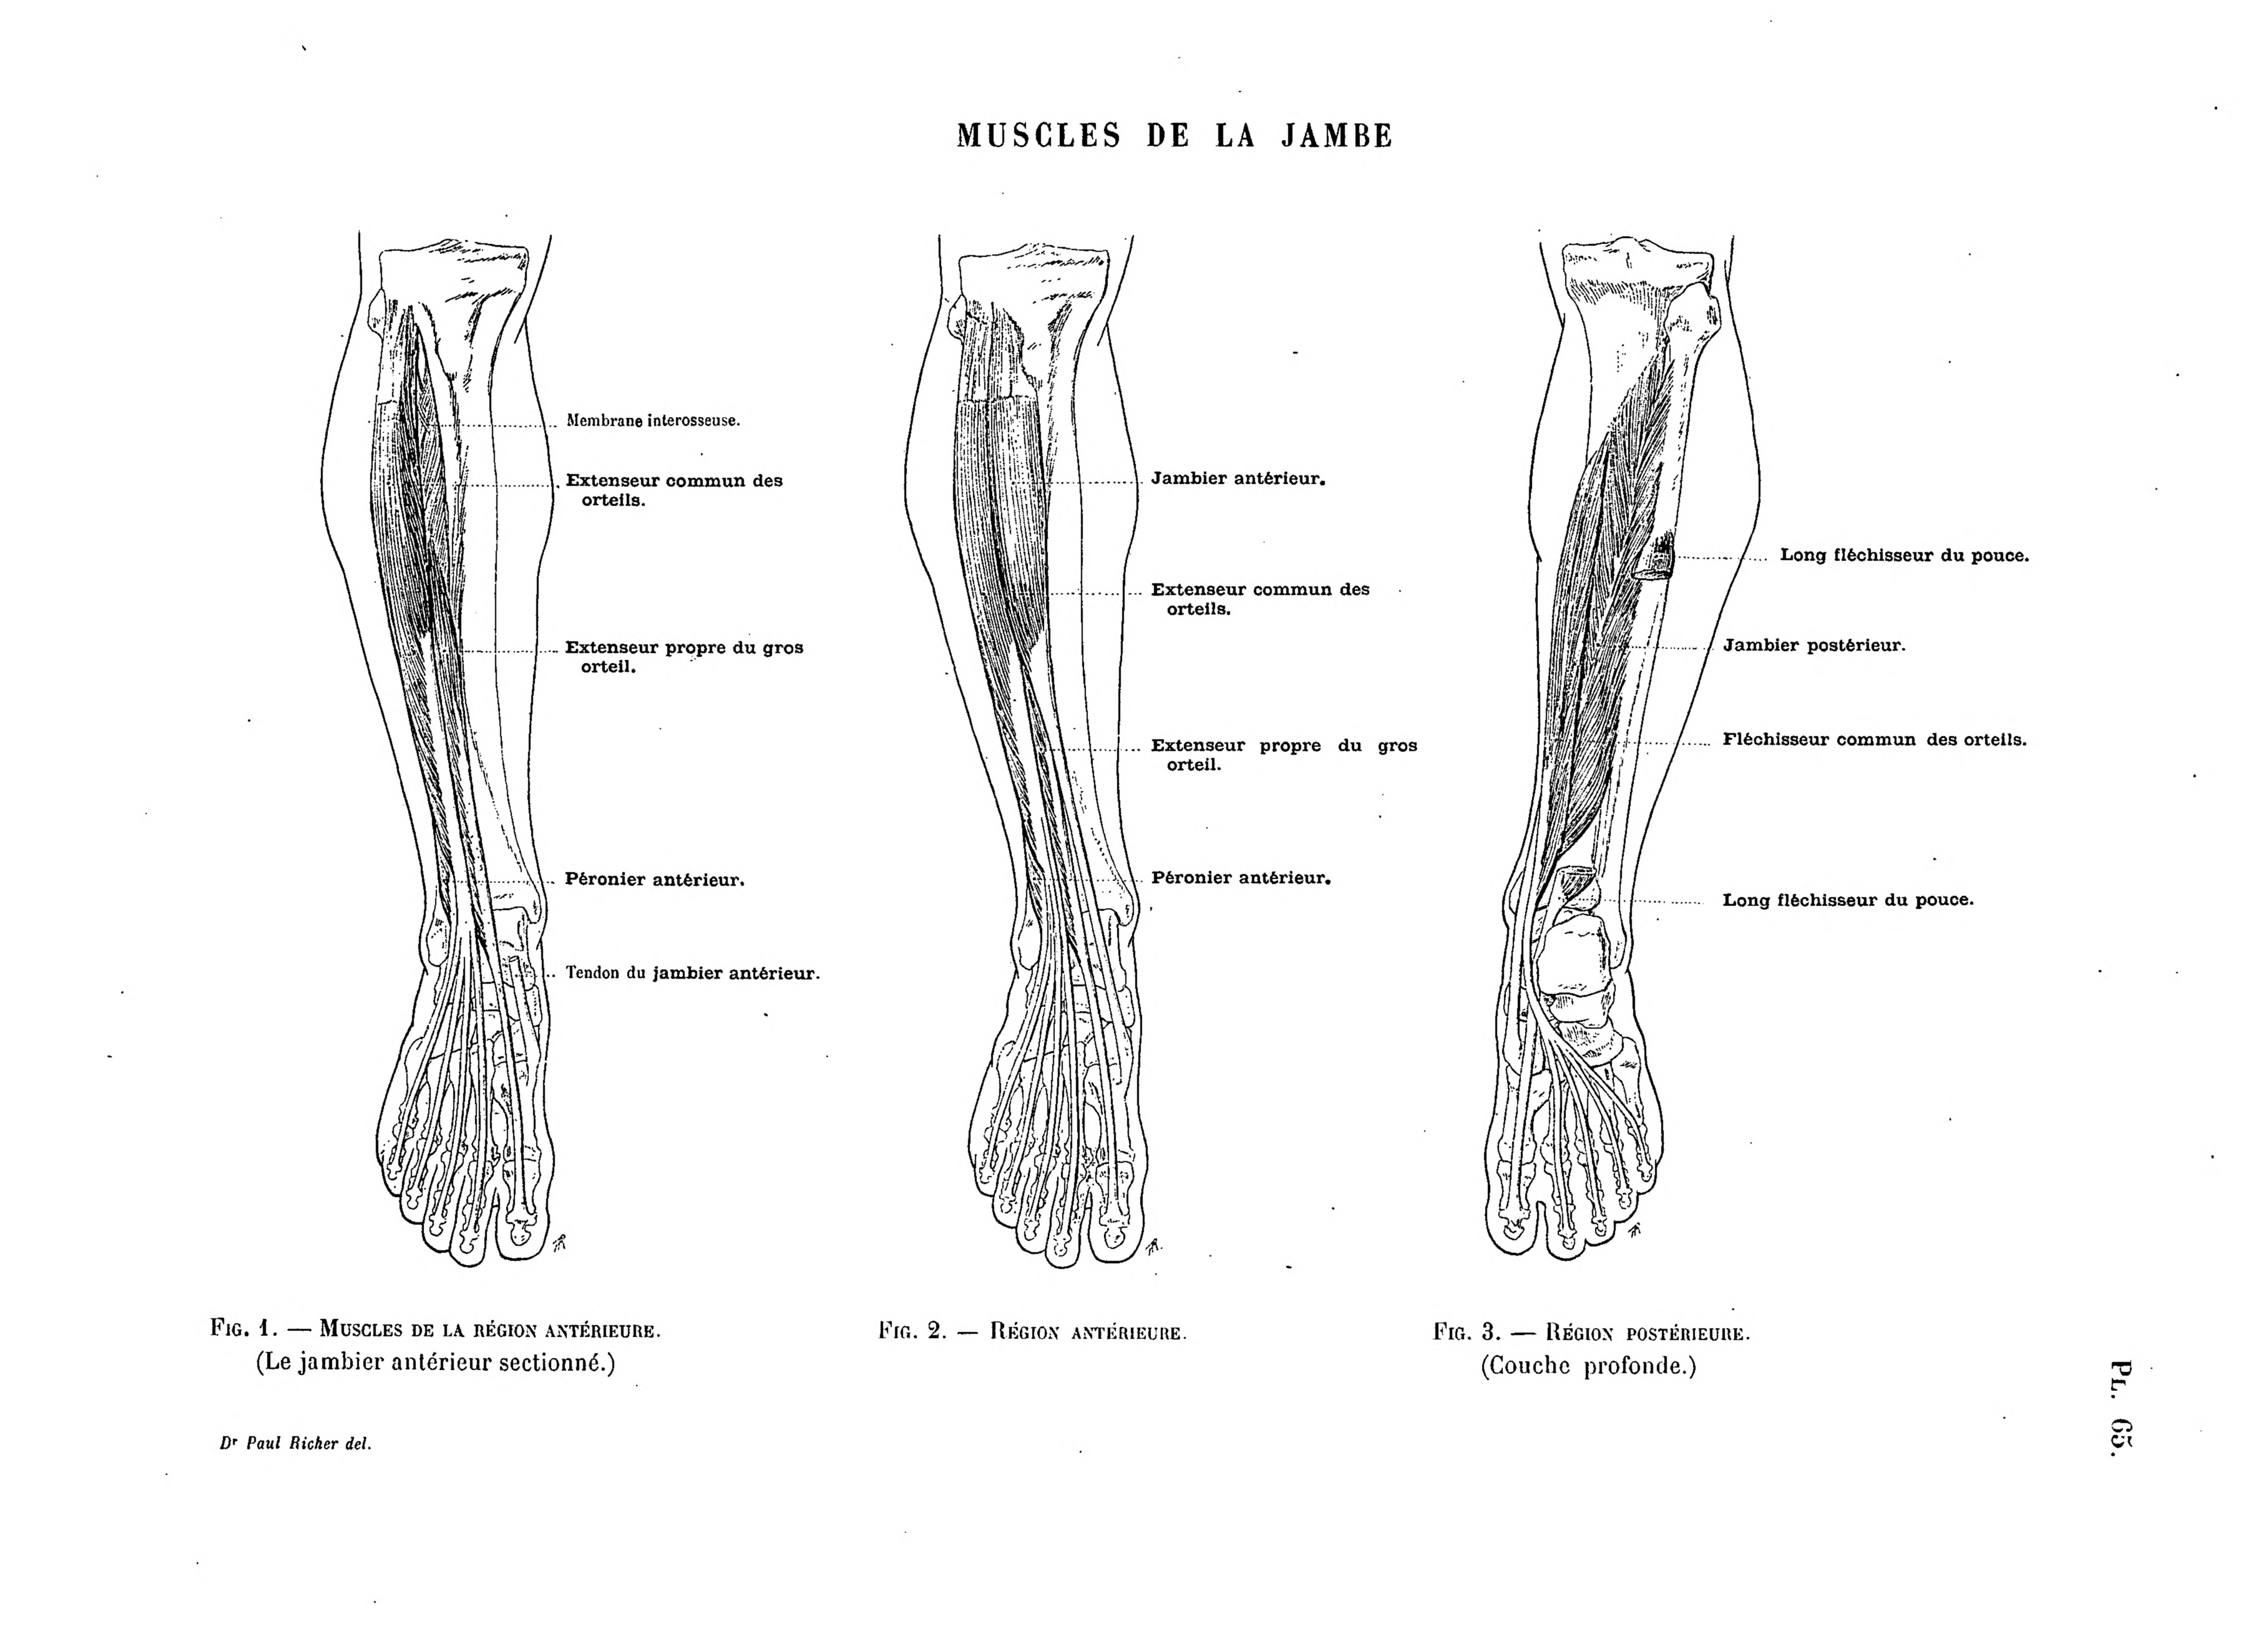 MUSCLES DE LA JAMBE
Membrane interosseuse.
Extenseur commun des
orteils.
Extenseur propre du gros
orteil.
Péronier antérieur.
Tendon du jambier antérieur.
Jambier antérieur.
Extenseur commun des
orteils.
Extenseur propre du gros
orteil.
Péronier antérieur.
Long fléchisseur du pouce.
Jambier postérieur.
Fléchisseur commun des orteils.
Long fléchisseur du pouce.
FIG. 1. — MUSCLES DE LA RÉGION ANTÉRIEURE.
(Le jambier antérieur sectionné.)
FIG. 2. — RÉGION ANTÉRIEURE.
FIG. 3. — RÉGION POSTÉRIEURE.
(Couche profonde.)
Dr Paul Richer del.
PL. 65.